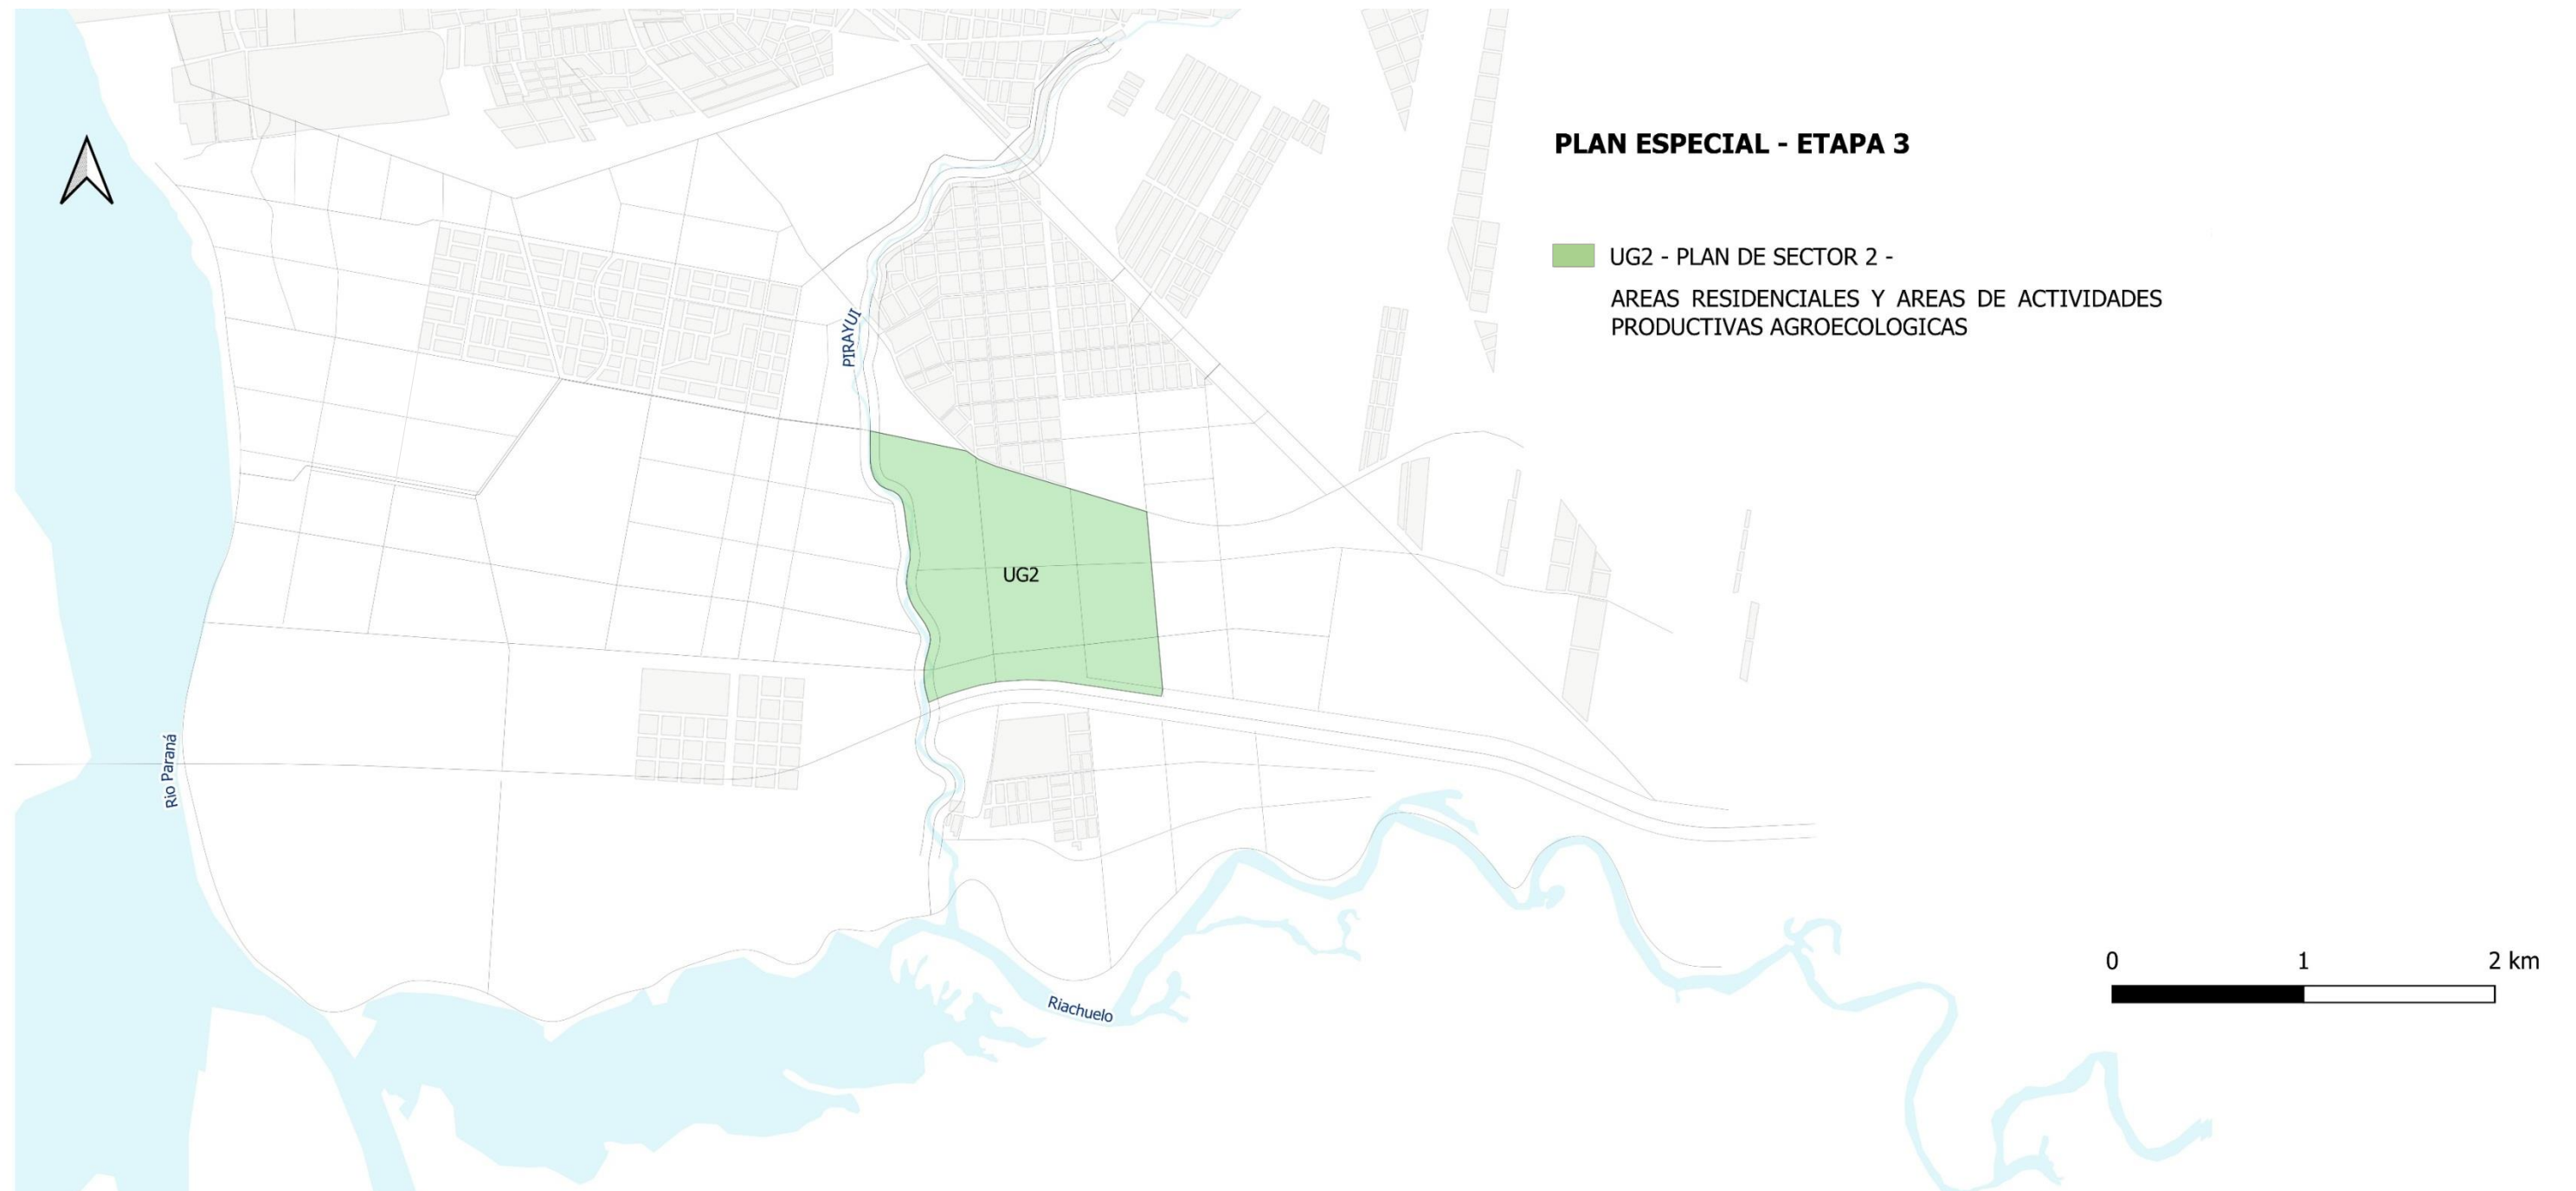 PLAN ESPECIAL - ETAPA 3
UG2 - PLAN DE SECTOR 2 -
AREAS RESIDENCIALES Y AREAS DE ACTIVIDADES
PRODUCTIVAS AGROECOLOGICAS
PIRAYUI
UG2
Rio Paraná
Riachuelo
0 1 2 km